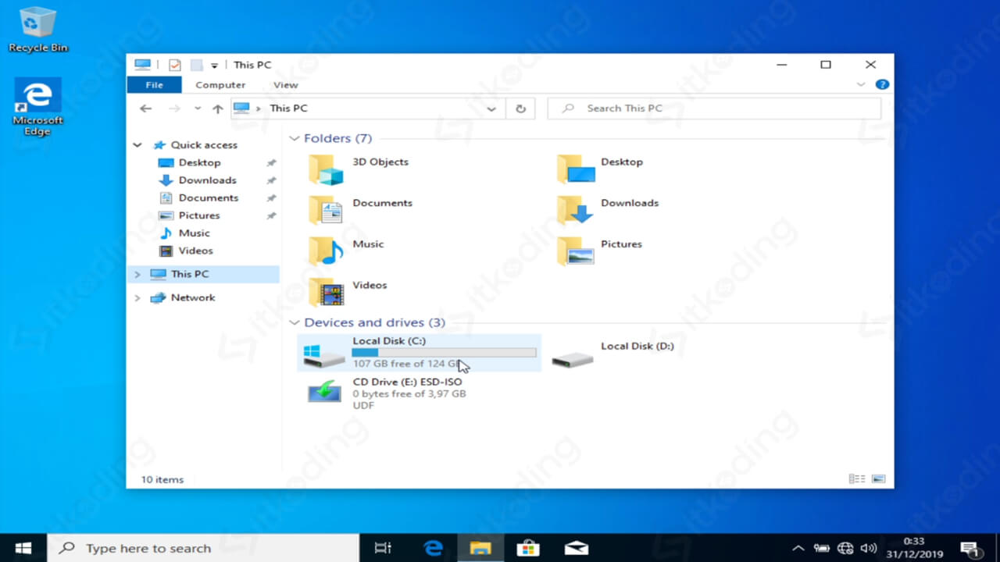 Recycle Bin
Microsoft
Edge
This PC
File Computer View
This PC
Search This PC
Quick access
Desktop
Downloads
Documents
Pictures
Music
Videos
This PC
Network
Folders (7)
3D Objects
Desktop
Documents
Downloads
Music
Pictures
Videos
Devices and drives (3)
Local Disk (C:)
107 GB free of 124 GB
Local Disk (D:)
CD Drive (E:) ESD-ISO
0 bytes free of 3,97 GB
UDF
10 items
Type here to search
0:33
31/12/2019
1
itkoding